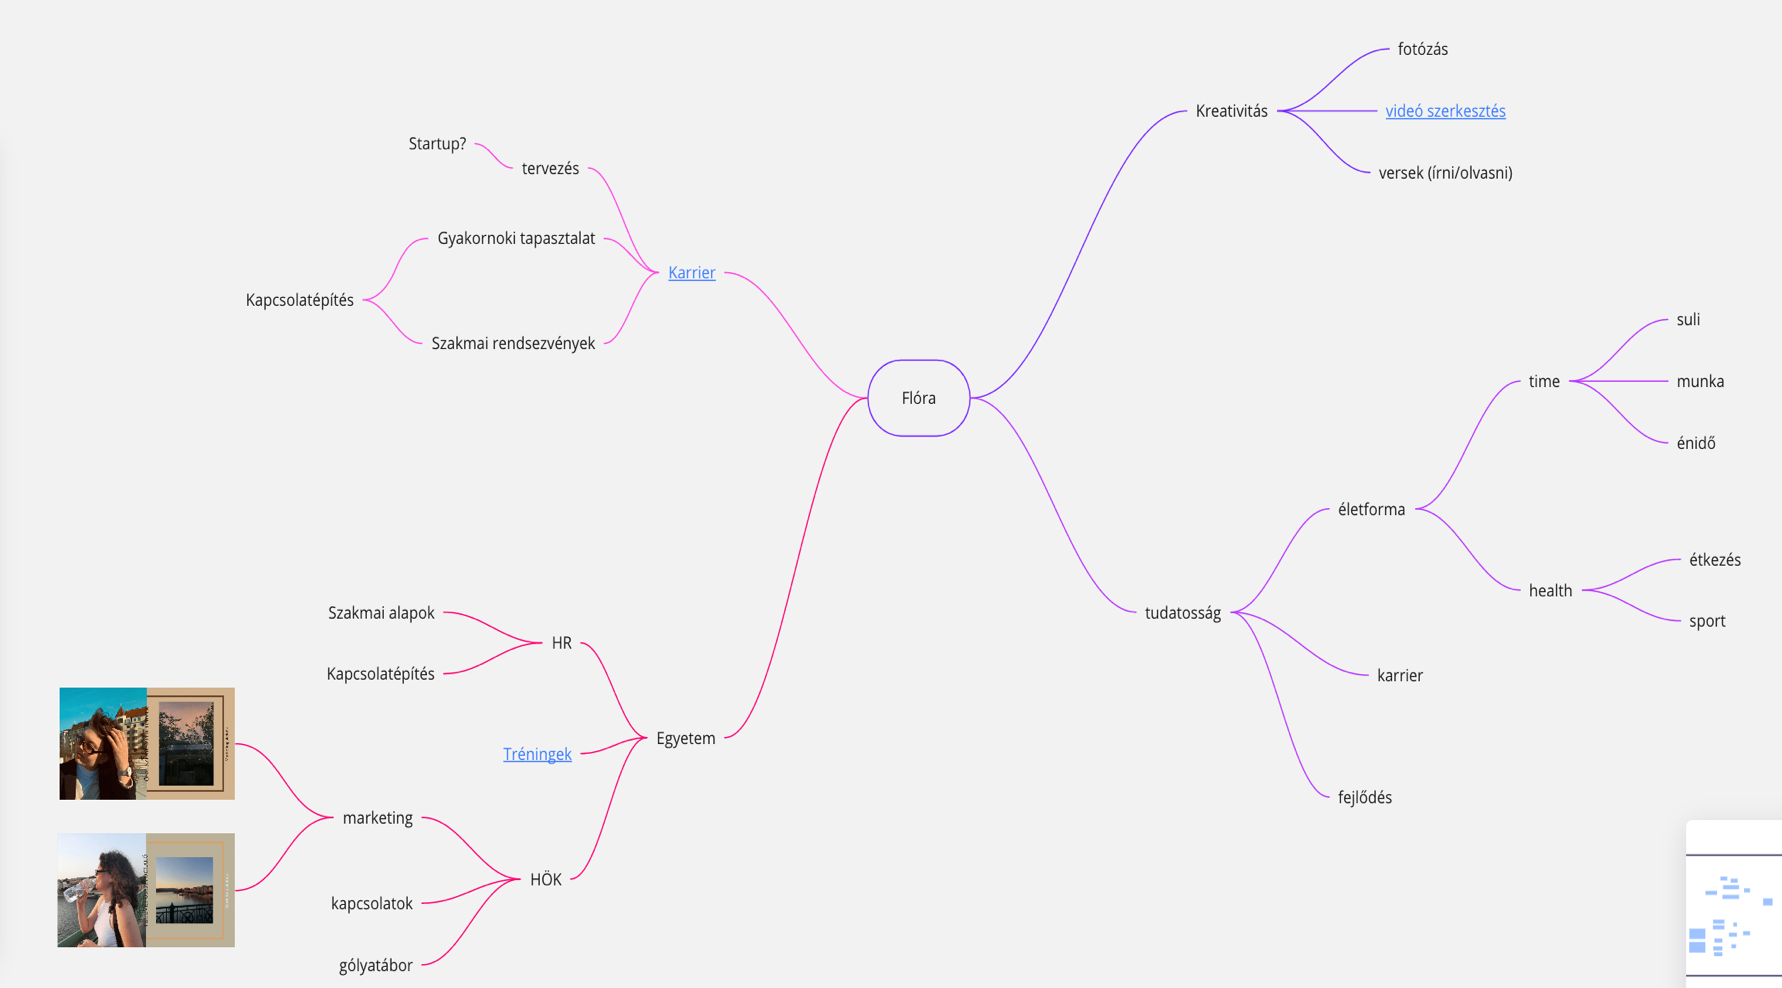 Flóra
Karrier
tervezés
Startup?
Gyakornoki tapasztalat
Szakmai rendsezvények
Kapcsolatépítés
Kreativitás
fotózás
videó szerkesztés
versek (írni/olvasni)
tudatosság
életforma
time
suli
munka
énidő
health
étkezés
sport
karrier
fejlődés
Egyetem
HR
Szakmai alapok
Kapcsolatépítés
Tréningek
HÖK
marketing
kapcsolatok
gólyatábor